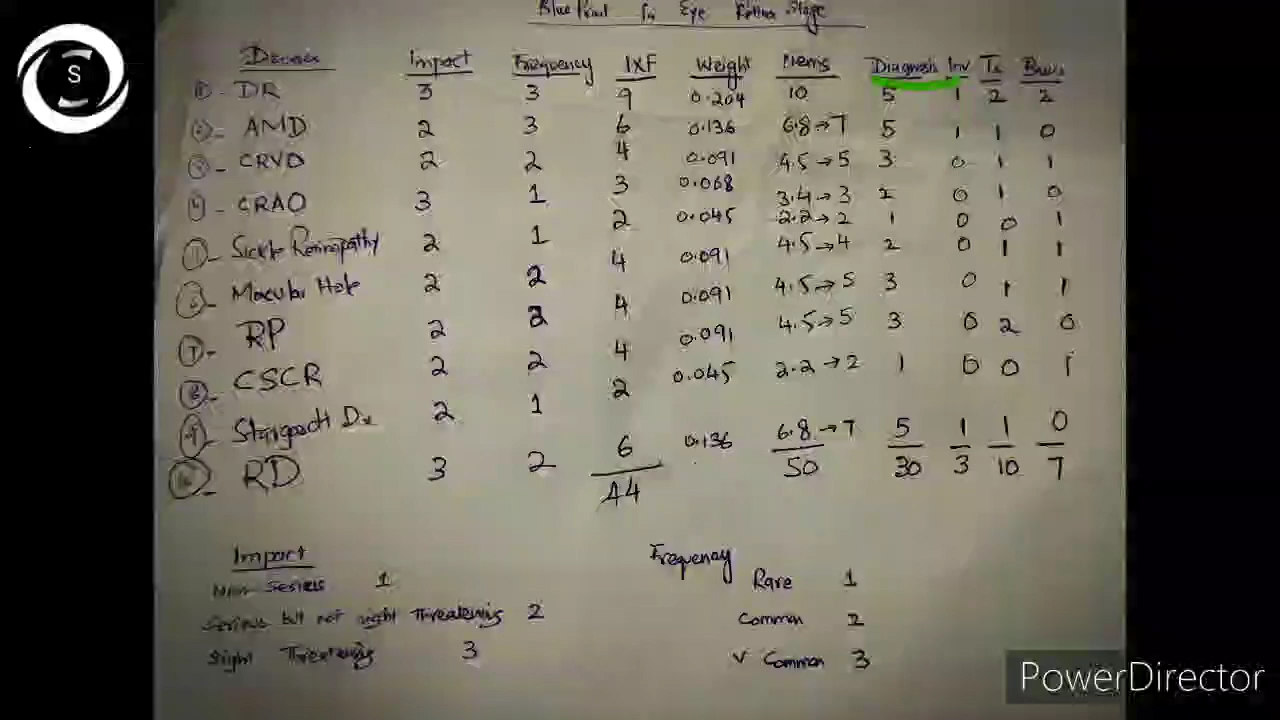 BluePrint in Eye Retina Stage
S
Diseases Impact Frequency IXF Weight Items Diagnosis Inv Tx
1- DR 3 3 9 0.204 10 5 1 2 2
2- AMD 2 3 6 0.136 6.8→7 5 1 1 0
3- CRVO 2 2 4 0.091 4.5→5 3 0 1 1
4- CRAO 3 1 3 0.068 3.4→3 2 0 1 0
Sickle Retinopathy 2 1 2 0.045 2.2→2 1 0 0 1
Macular Hole 2 2 4 0.091 4.5→4 2 0 1 1
7- RP 2 2 4 0.091 4.5→5 3 0 1 1
8- CSCR 2 2 4 0.091 4.5→5 3 0 2 0
9- Stargardt Dx 2 1 2 0.045 2.2→2 1 0 0 1
10- RD 3 2 6 0.136 6.8→7 5 1 1 0
44 50 30 3 10 7
Impact Frequency
Non Serious 1 Rare 1
Serious but not sight Threatening 2 Common 2
Sight Threatening 3 V Common 3
PowerDirector